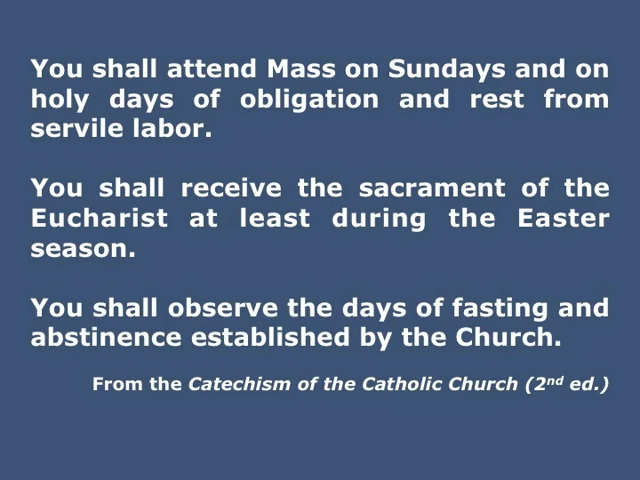 You shall attend Mass on Sundays and on
holy days of obligation and rest from
servile labor.
You shall receive the sacrament of the
Eucharist at least during the Easter
season.
You shall observe the days of fasting and
abstinence established by the Church.
From the Catechism of the Catholic Church (2nd ed.)